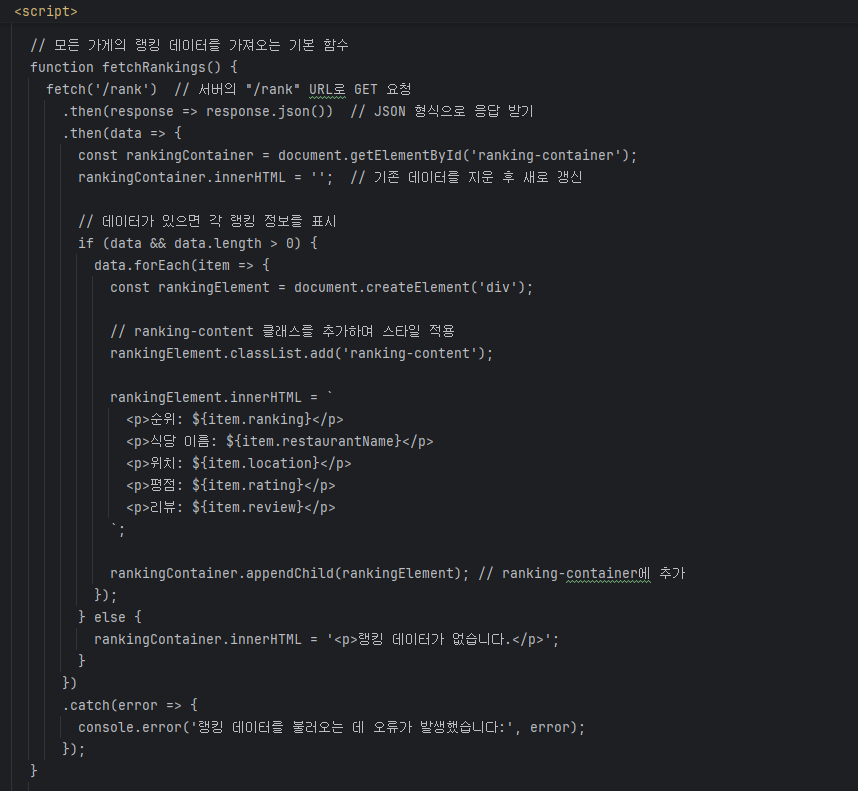 <script>
// 모든 가게의 랭킹 데이터를 가져오는 기본 함수
function fetchRankings() {
fetch('/rank')  // 서버의 "/rank" URL로 GET 요청
.then(response => response.json())  // JSON 형식으로 응답 받기
.then(data => {
const rankingContainer = document.getElementById('ranking-container');
rankingContainer.innerHTML = '';  // 기존 데이터를 지운 후 새로 갱신
// 데이터가 있으면 각 랭킹 정보를 표시
if (data && data.length > 0) {
data.forEach(item => {
const rankingElement = document.createElement('div');
// ranking-content 클래스를 추가하여 스타일 적용
rankingElement.classList.add('ranking-content');
rankingElement.innerHTML = `
<p>순위: ${item.ranking}</p>
<p>식당 이름: ${item.restaurantName}</p>
<p>위치: ${item.location}</p>
<p>평점: ${item.rating}</p>
<p>리뷰: ${item.review}</p>
`;
rankingContainer.appendChild(rankingElement); // ranking-container에 추가
});
} else {
rankingContainer.innerHTML = '<p>랭킹 데이터가 없습니다.</p>';
}
})
.catch(error => {
console.error('랭킹 데이터를 불러오는 데 오류가 발생했습니다:', error);
});
}